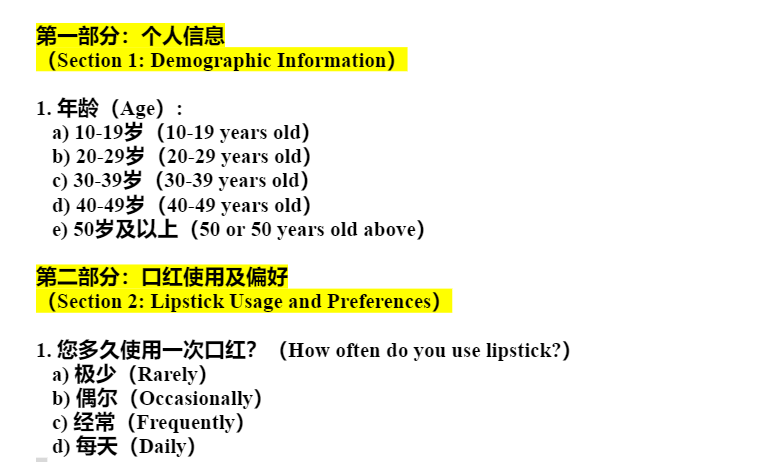 第一部分：个人信息
（Section 1: Demographic Information）
1. 年龄（Age）:
a) 10-19岁（10-19 years old）
b) 20-29岁（20-29 years old）
c) 30-39岁（30-39 years old）
d) 40-49岁（40-49 years old）
e) 50岁及以上（50 or 50 years old above）
第二部分：口红使用及偏好
（Section 2: Lipstick Usage and Preferences）
1. 您多久使用一次口红？（How often do you use lipstick?）
a) 极少（Rarely）
b) 偶尔（Occasionally）
c) 经常（Frequently）
d) 每天（Daily）